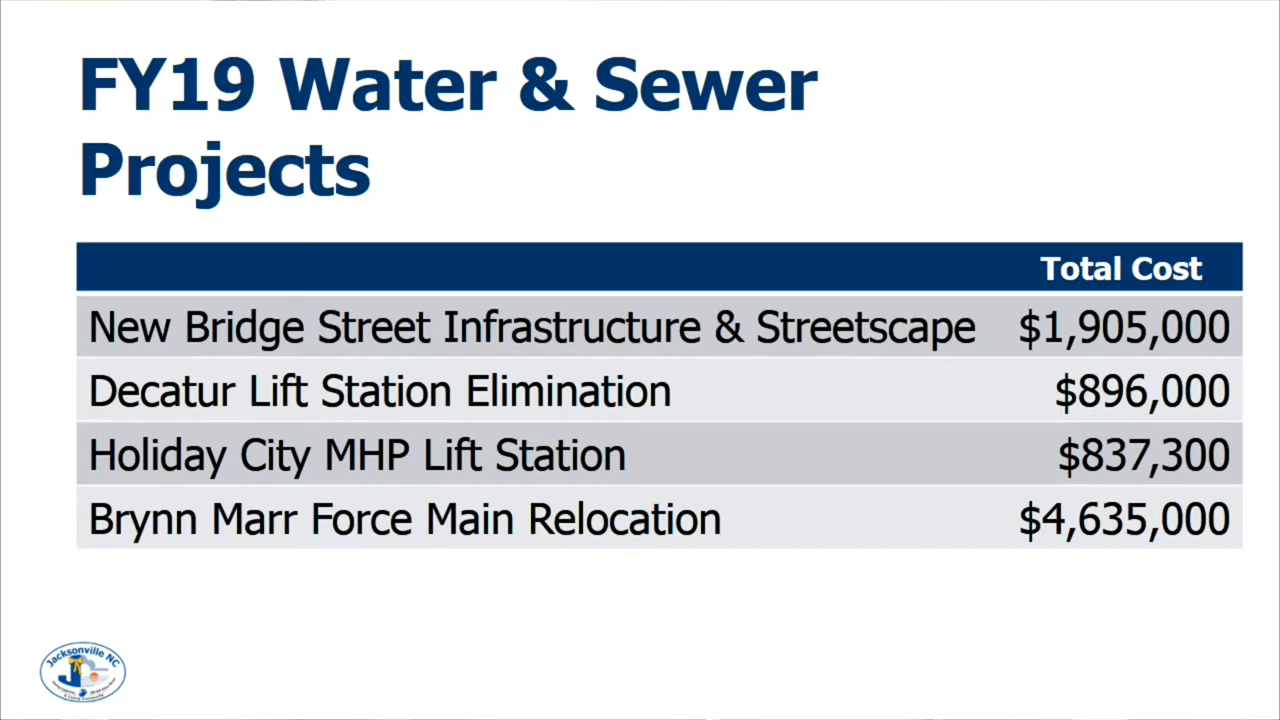 FY19 Water & Sewer
Projects
Total Cost
New Bridge Street Infrastructure & Streetscape $1,905,000
Decatur Lift Station Elimination $896,000
Holiday City MHP Lift Station $837,300
Brynn Marr Force Main Relocation $4,635,000
Jacksonville NC